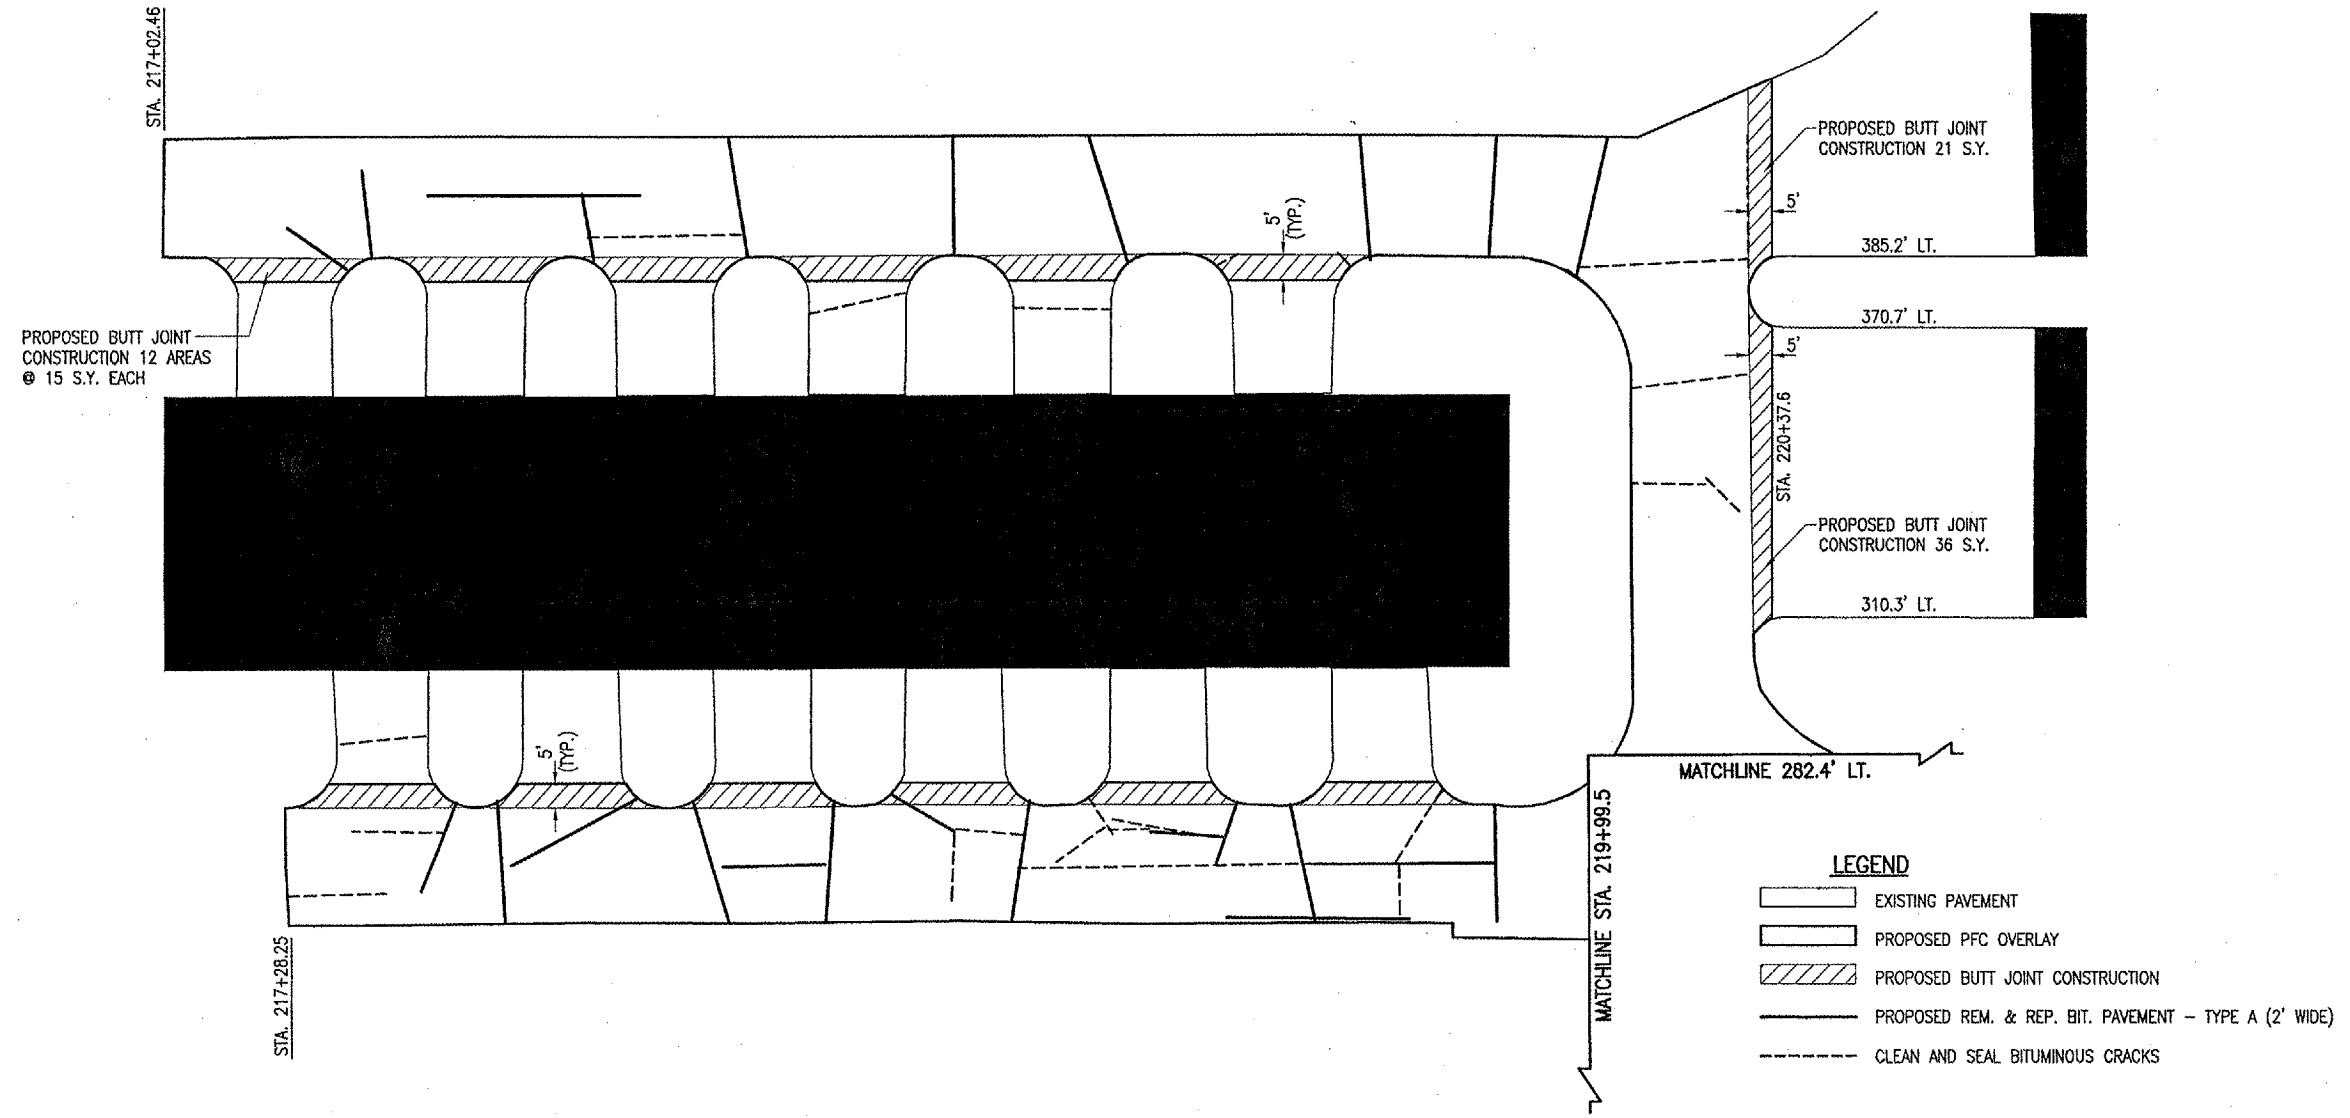 STA. 217+02.46
PROPOSED BUTT JOINT
CONSTRUCTION 21 S.Y.
5'
(TYP.)
5'
385.2' LT.
370.7' LT.
PROPOSED BUTT JOINT
CONSTRUCTION 12 AREAS
@ 15 S.Y. EACH
5'
STA. 220+37.6
PROPOSED BUTT JOINT
CONSTRUCTION 36 S.Y.
310.3' LT.
5'
(TYP.)
MATCHLINE 282.4' LT.
MATCHLINE STA. 219+99.5
STA. 217+28.25
LEGEND
EXISTING PAVEMENT
PROPOSED PFC OVERLAY
PROPOSED BUTT JOINT CONSTRUCTION
PROPOSED REM. & REP. BIT. PAVEMENT - TYPE A (2' WIDE)
CLEAN AND SEAL BITUMINOUS CRACKS